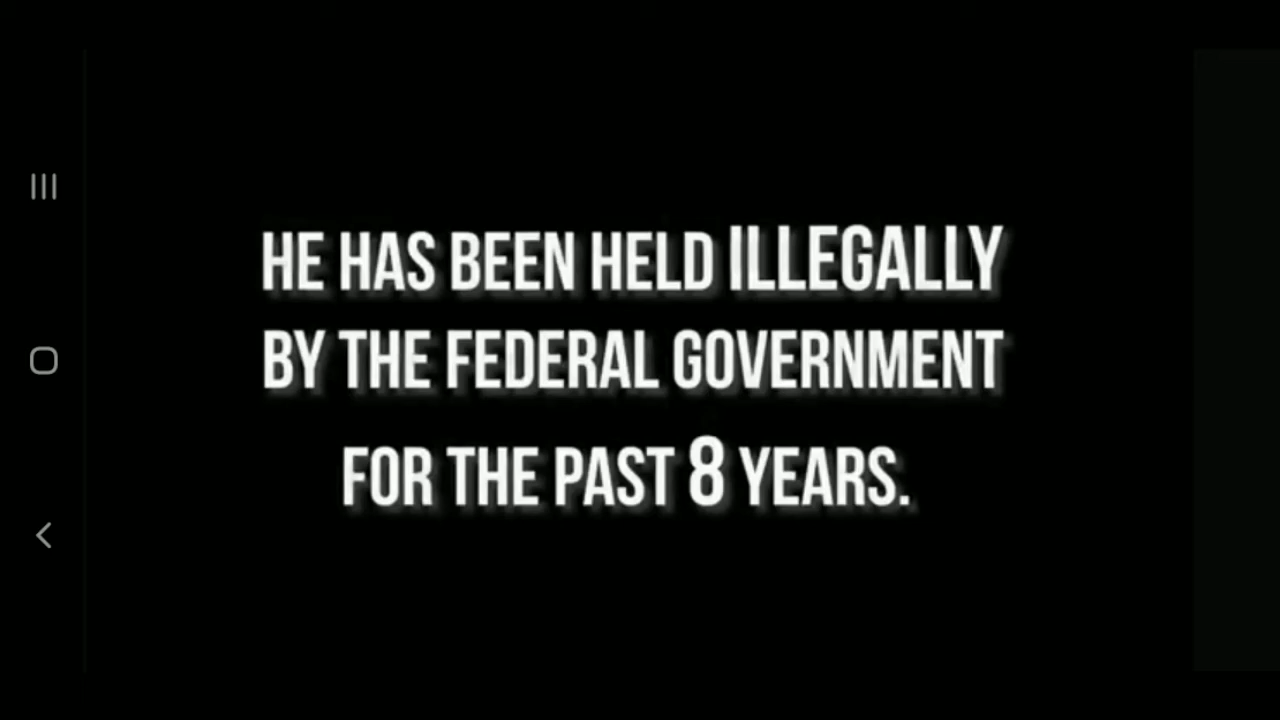 HE HAS BEEN HELD ILLEGALLY
BY THE FEDERAL GOVERNMENT
FOR THE PAST 8 YEARS.